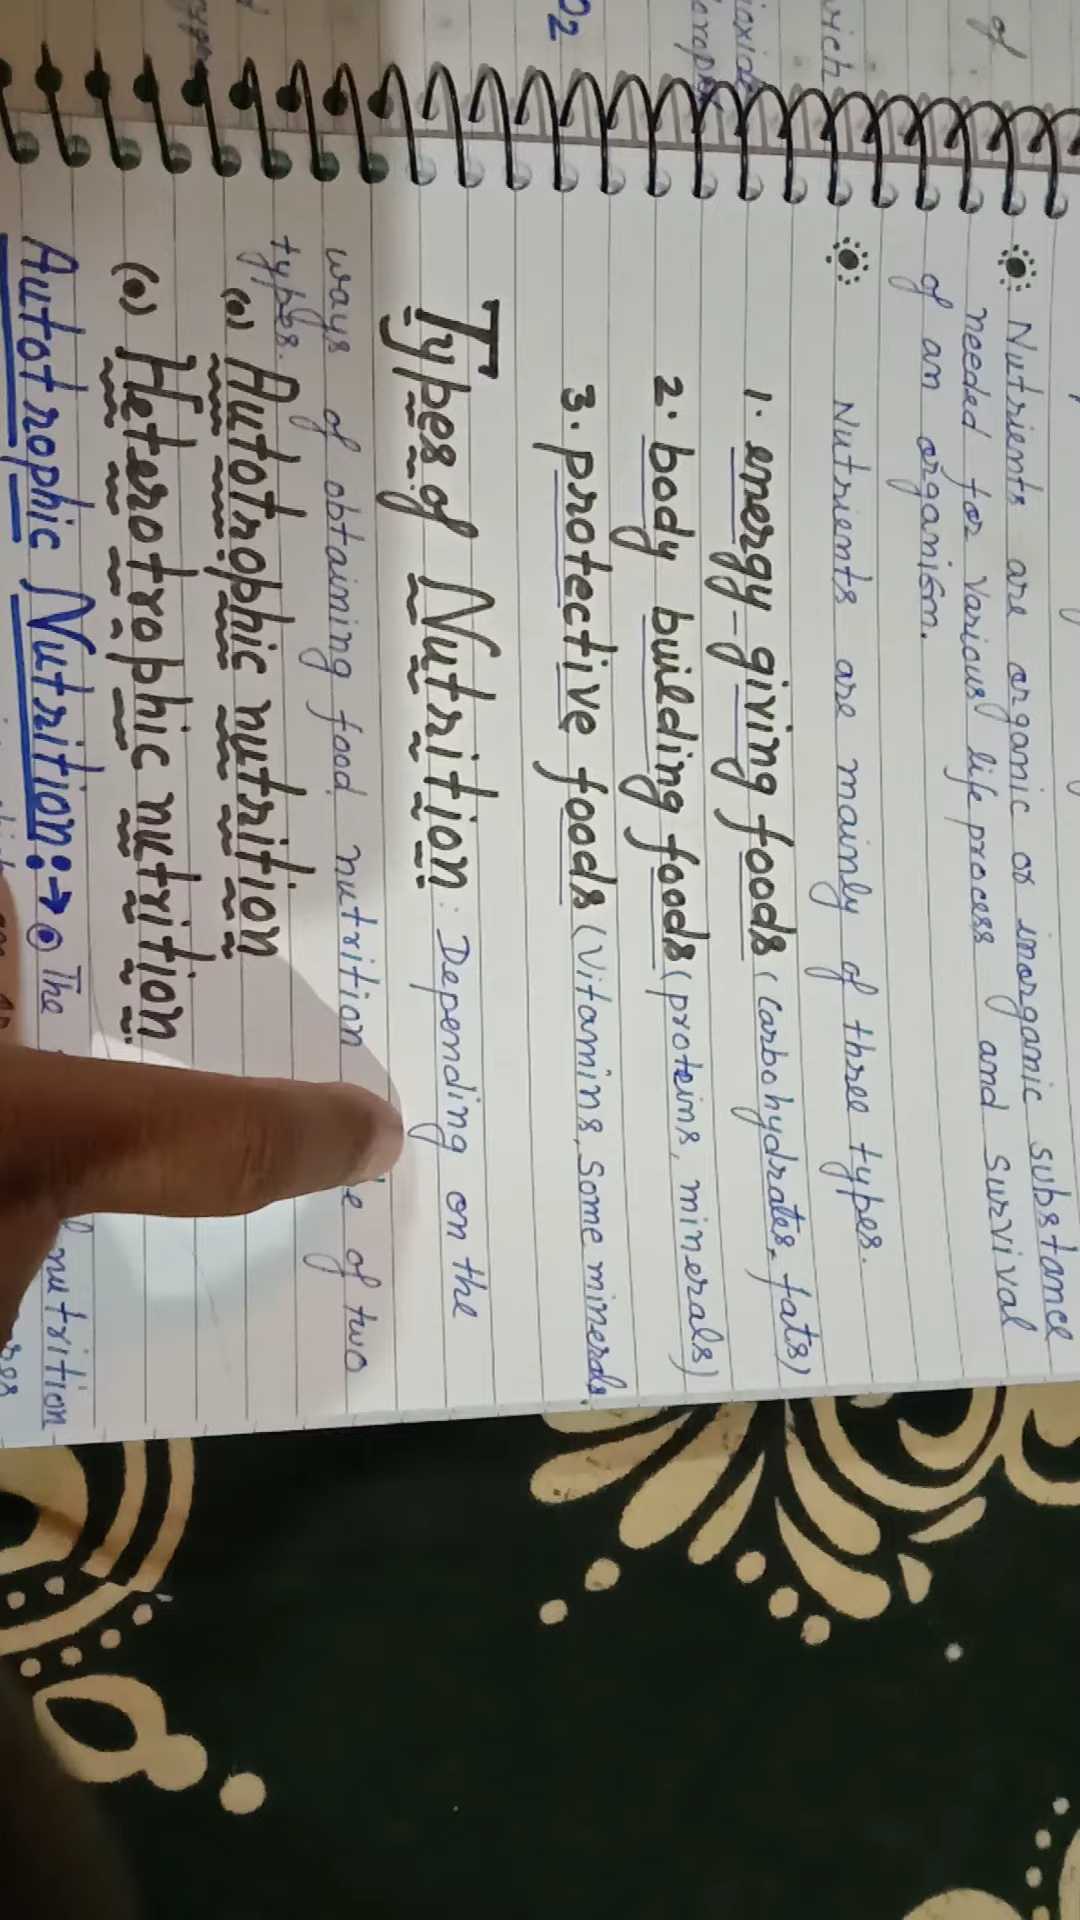 Nutrients are organic or inorganic substance
needed for various life process and survival
of an organism.
Nutrients are mainly of three types.
1. energy-giving foods (carbohydrates, fats)
2. body building foods (proteins, minerals)
3. protective foods (vitamins, some minerals.
Types of Nutrition: Depending on the
ways of obtaining food, nutrition of two
types.
(•) Autotrophic nutrition
(•) Heterotrophic nutrition
Autotrophic Nutrition:→ The nutrition
O2
of